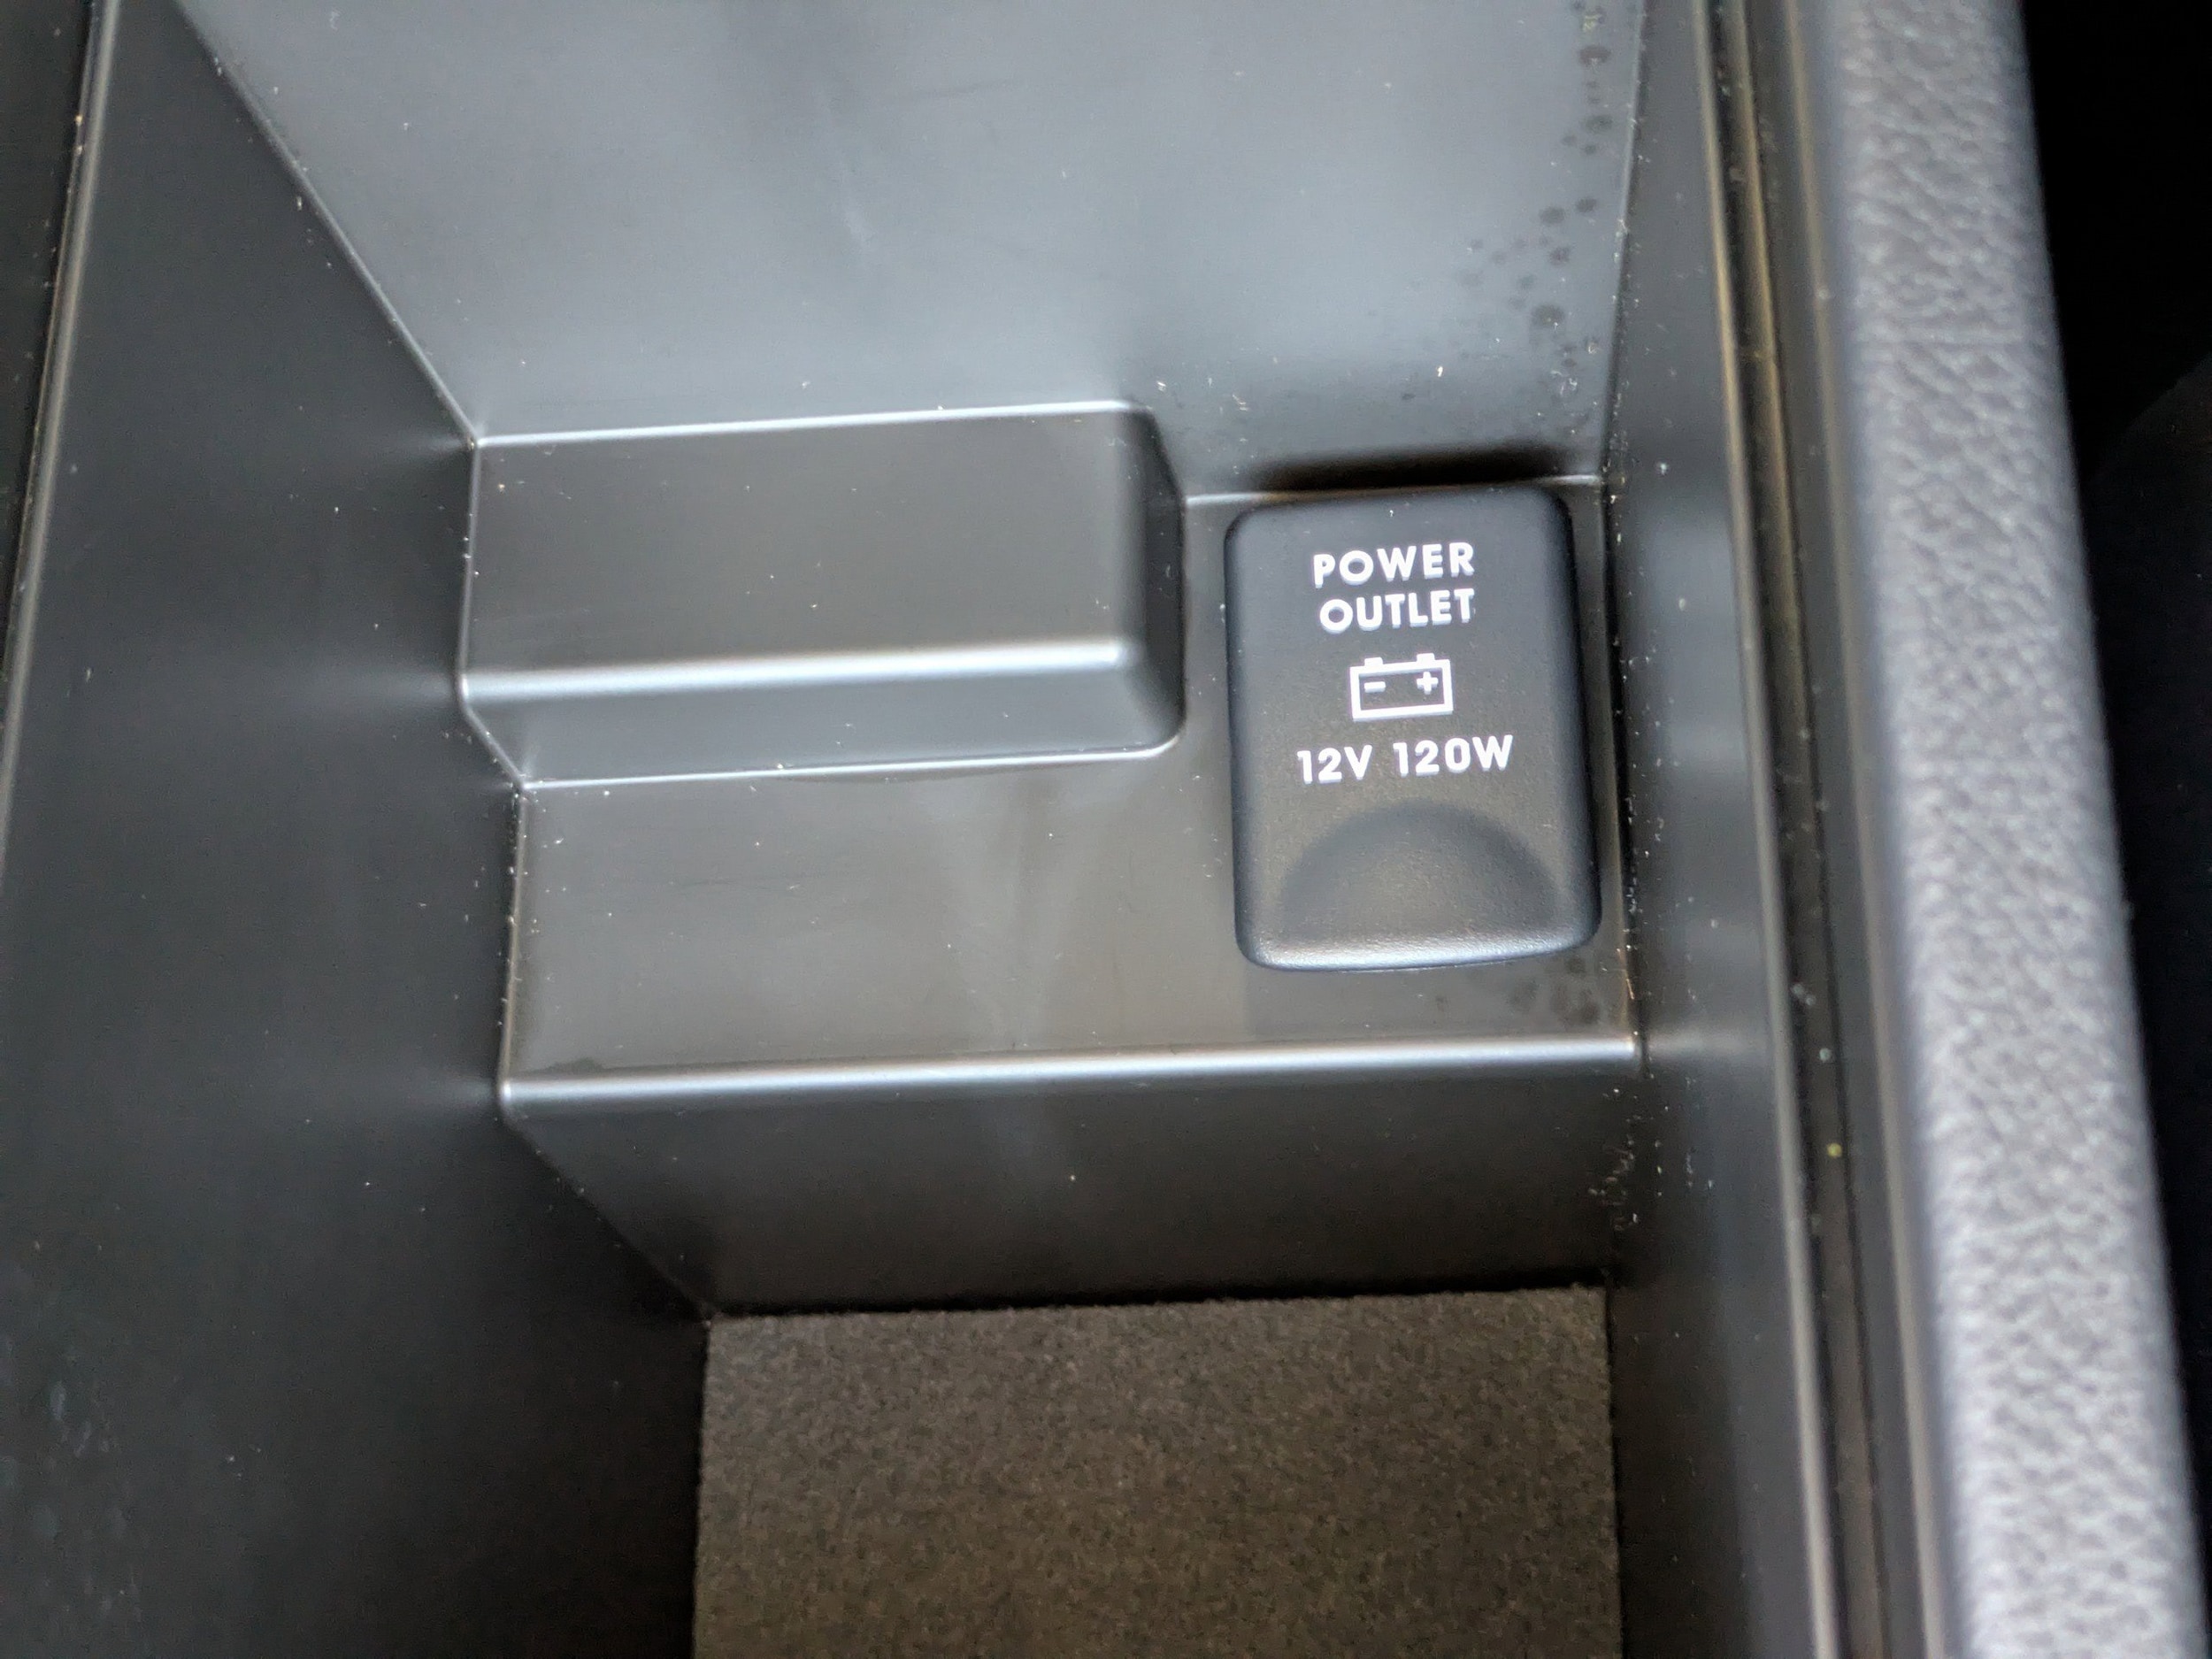 POWER
OUTLET
- +
12V 120W